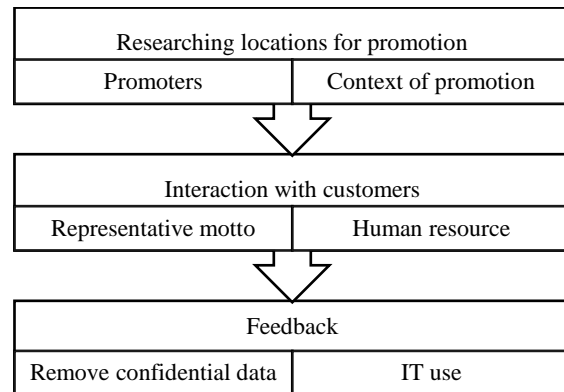 Researching locations for promotion
Promoters
Context of promotion
Interaction with customers
Representative motto
Human resource
Feedback
Remove confidential data
IT use